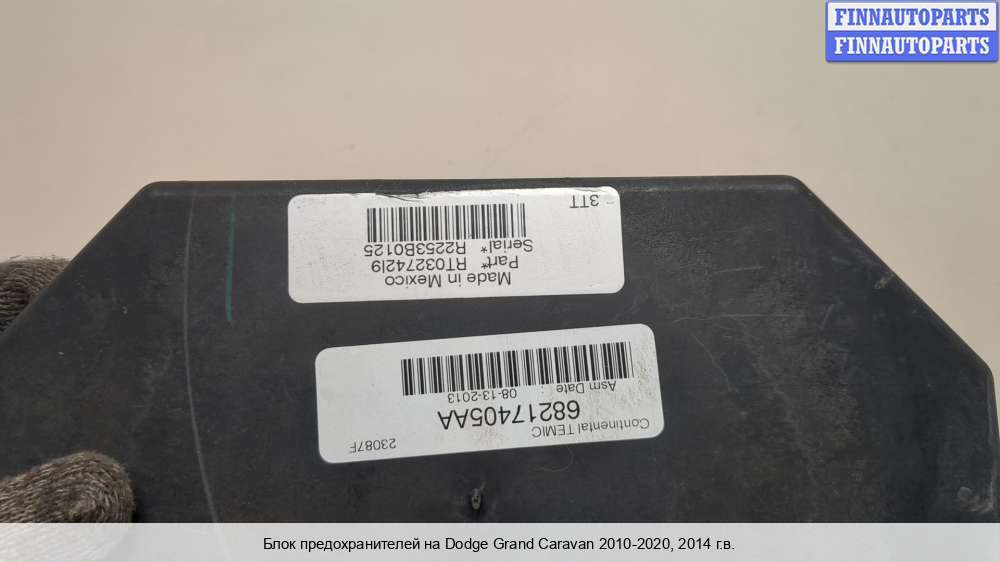 FINNAUTOPARTS
FINNAUTOPARTS
Made in Mexico
Part* RT032742I9
Serial* R2253B0125
3TT
Continental TEMIC
68217405AA
23087F
Asm Date : 08-13-2013
Блок предохранителей на Dodge Grand Caravan 2010-2020, 2014 г.в.